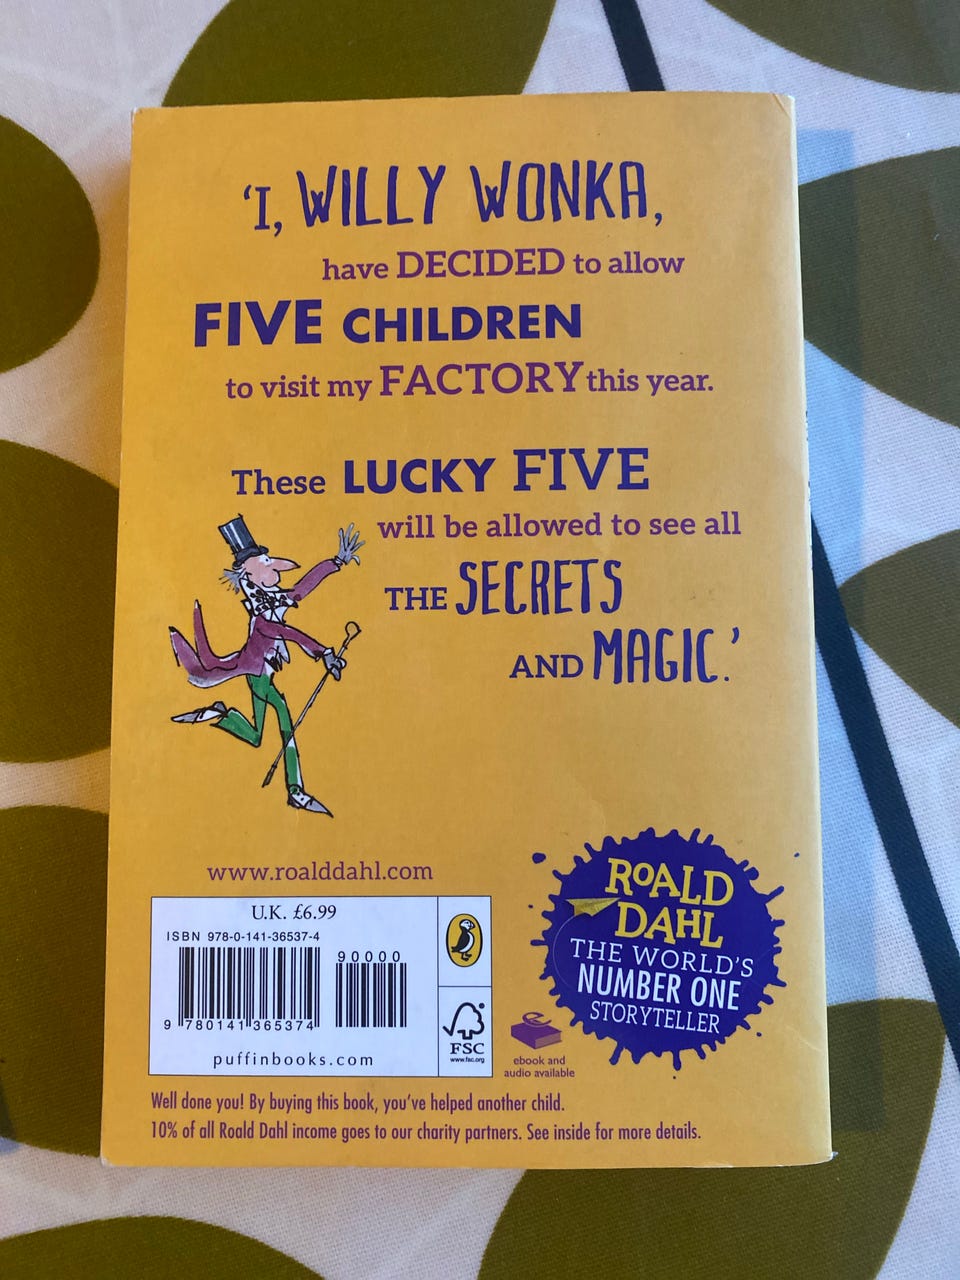 ‘I, WILLY WONKA,
have DECIDED to allow
FIVE CHILDREN
to visit my FACTORY this year.
These LUCKY FIVE
will be allowed to see all
THE SECRETS
AND MAGIC.’
www.roalddahl.com
U.K. £6.99
ISBN 978-0-141-36537-4
90000
9 780141 365374
puffinbooks.com
FSC
www.fsc.org
ebook and
audio available
ROALD
DAHL
THE WORLD'S
NUMBER ONE
STORYTELLER
Well done you! By buying this book, you've helped another child.
10% of all Roald Dahl income goes to our charity partners. See inside for more details.